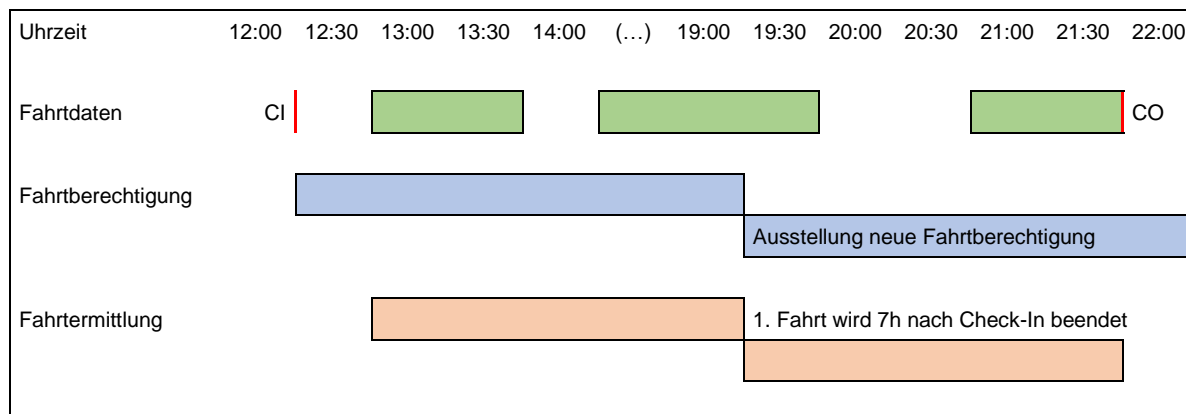 Uhrzeit 12:00 12:30 13:00 13:30 14:00 (…) 19:00 19:30 20:00 20:30 21:00 21:30 22:00
Fahrtdaten CI CO
Fahrtberechtigung
Ausstellung neue Fahrtberechtigung
Fahrtermittlung 1. Fahrt wird 7h nach Check-In beendet